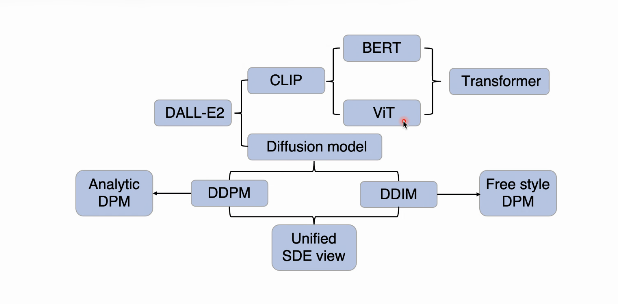 BERT
CLIP
Transformer
DALL-E2
ViT
Diffusion model
Analytic
DPM
DDPM
DDIM
Free style
DPM
Unified
SDE view